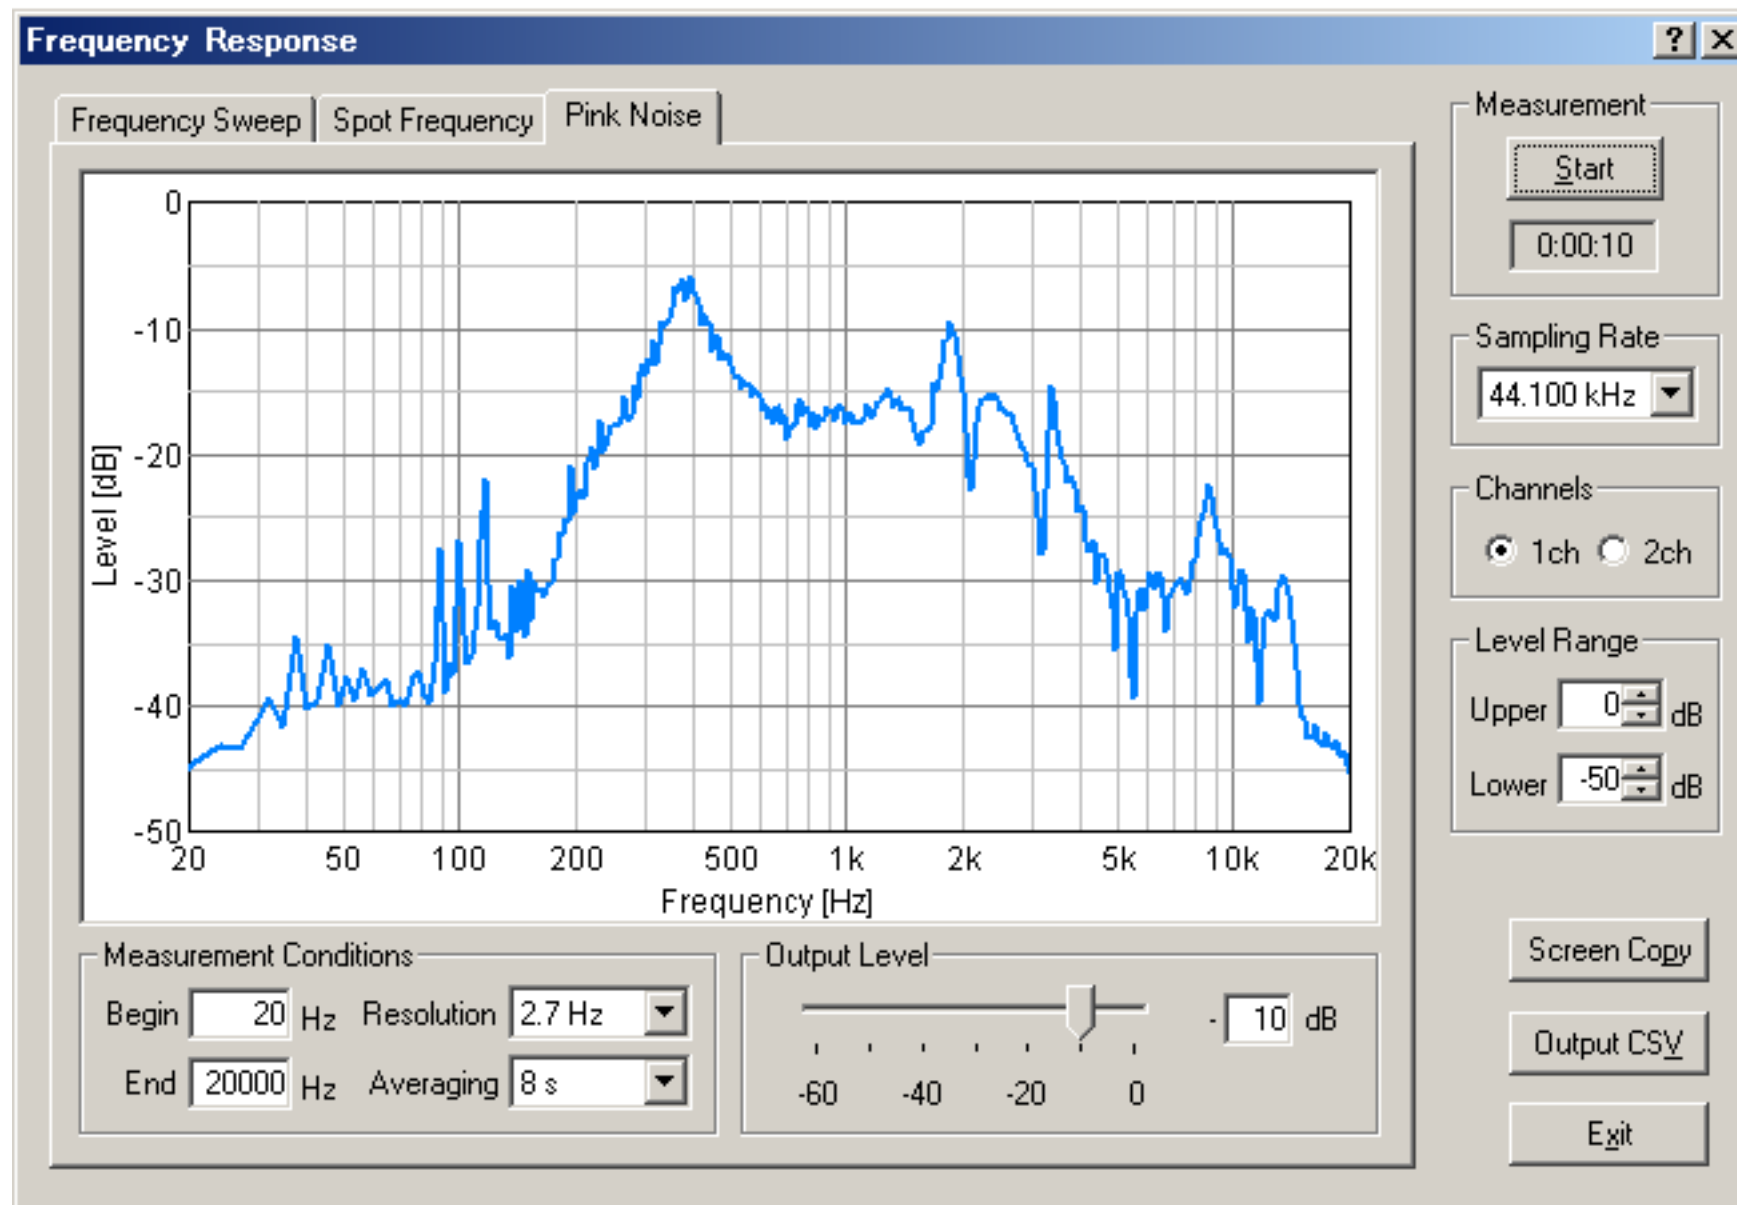 Frequency Response
Frequency Sweep Spot Frequency Pink Noise
0
-10
-20
-30
-40
-50
Level [dB]
20 50 100 200 500 1k 2k 5k 10k 20k
Frequency [Hz]
Measurement Conditions
Begin 20 Hz Resolution 2.7 Hz
End 20000 Hz Averaging 8 s
Output Level
-60 -40 -20 0
- 10 dB
Measurement
Start
0:00:10
Sampling Rate
44.100 kHz
Channels
1ch 2ch
Level Range
Upper 0 dB
Lower -50 dB
Screen Copy
Output CSV
Exit